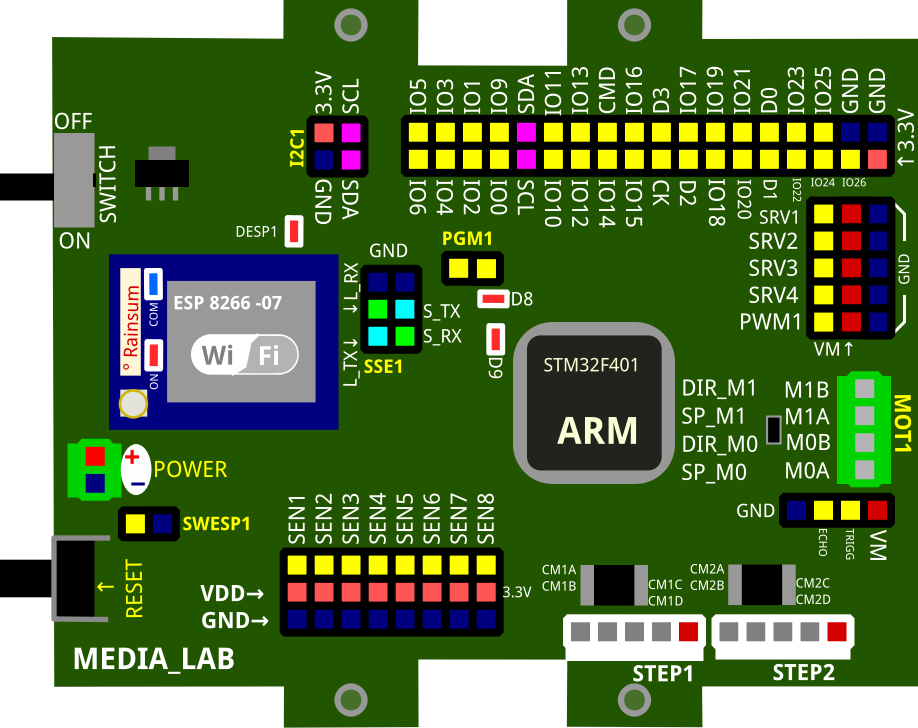 3.3V
SCL
IO5
IO3
IO1
IO9
SDA
IO11
IO13
CMD
IO16
D3
IO17
IO19
IO21
D0
IO23
IO25
GND
GND
OFF
SWITCH
ON
I2C1
GND
SDA
↑3.3V
IO6
IO4
IO2
IO0
SCL
IO10
IO12
IO14
IO15
CK
D2
IO18
IO20
D1
IO22
IO24
IO26
SRV1
SRV2
SRV3
SRV4
PWM1
GND
VM↑
DESP1
GND
PGM1
L_RX
↓
L_TX
↑
S_TX
S_RX
SSE1
D8
D9
ESP 8266 -07
Wi Fi
° Rainsum
COM
ON
STM32F401
ARM
DIR_M1
SP_M1
DIR_M0
SP_M0
M1B
M1A
M0B
M0A
MOT1
+
POWER
−
SWESP1
RESET
↑
SEN1
SEN2
SEN3
SEN4
SEN5
SEN6
SEN7
SEN8
VDD→
GND→
3.3V
GND
ECHO
TRIGG
VM
CM1A
CM1B
CM1C
CM1D
CM2A
CM2B
CM2C
CM2D
STEP1
STEP2
MEDIA_LAB